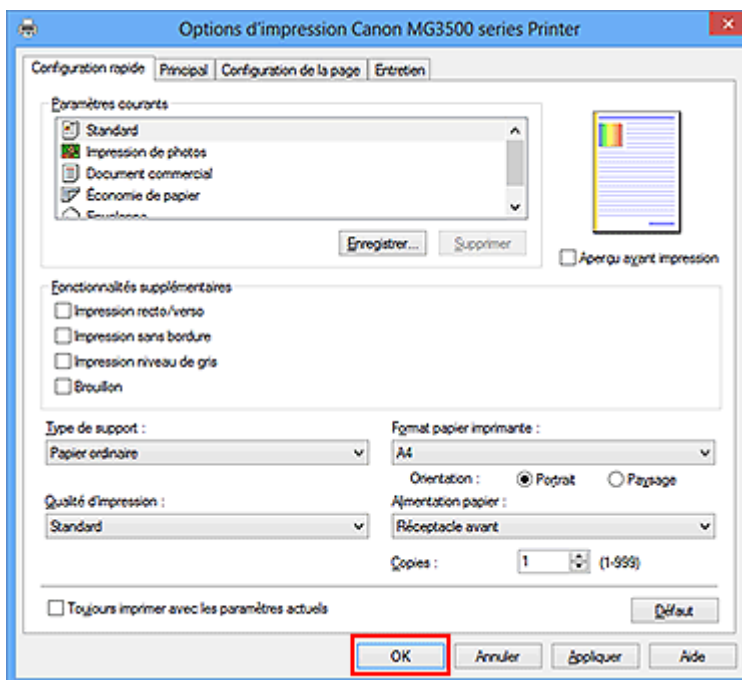 Options d'impression Canon MG3500 series Printer
Configuration rapide Principal Configuration de la page Entretien
Paramètres courants
Standard
Impression de photos
Document commercial
Économie de papier
Enregistrer... Supprimer
Aperçu avant impression
Fonctionnalités supplémentaires
Impression recto/verso
Impression sans bordure
Impression niveau de gris
Brouillon
Type de support :
Papier ordinaire
Format papier imprimante :
A4
Orientation : Portrait Paysage
Qualité d'impression :
Standard
Alimentation papier :
Réceptacle avant
Copies : 1 (1-999)
Toujours imprimer avec les paramètres actuels
Défaut
OK Annuler Appliquer Aide